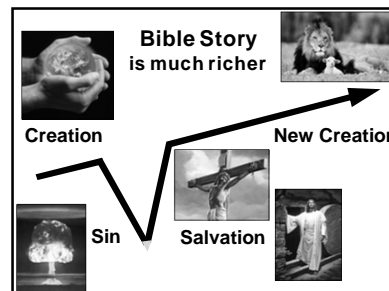 Bible Story
is much richer
Creation
New Creation
Sin
Salvation